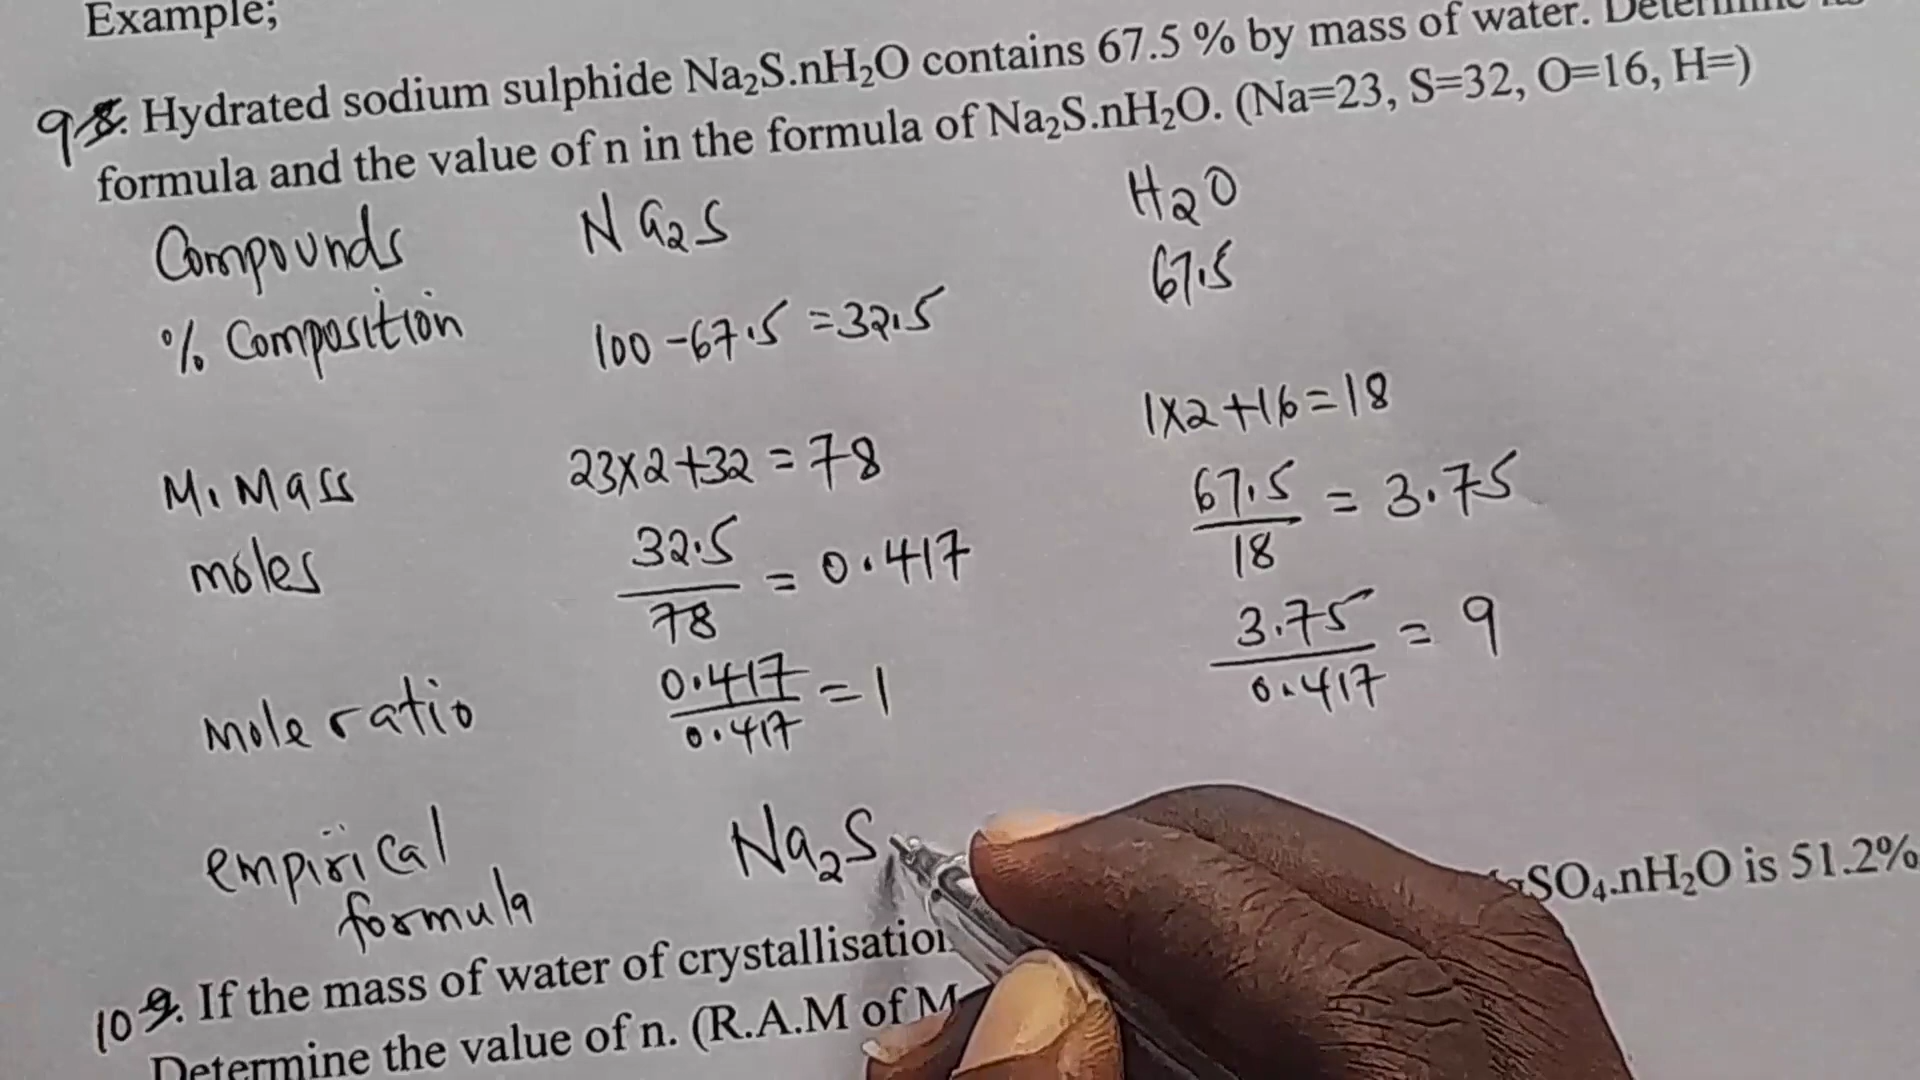 Example;
98. Hydrated sodium sulphide Na₂S.nH₂O contains 67.5 % by mass of water. Determine its
formula and the value of n in the formula of Na₂S.nH₂O. (Na=23, S=32, O=16, H=)
Compounds Na₂S H₂O
% Composition 100 - 67.5 = 32.5 67.5
M. Mass 23x2+32 = 78 1x2+16 = 18
moles 32.5/78 = 0.417 67.5/18 = 3.75
mole ratio 0.417/0.417 = 1 3.75/0.417 = 9
empirical formula Na₂S.
10 9. If the mass of water of crystallisation SO₄.nH₂O is 51.2%
Determine the value of n. (R.A.M of M